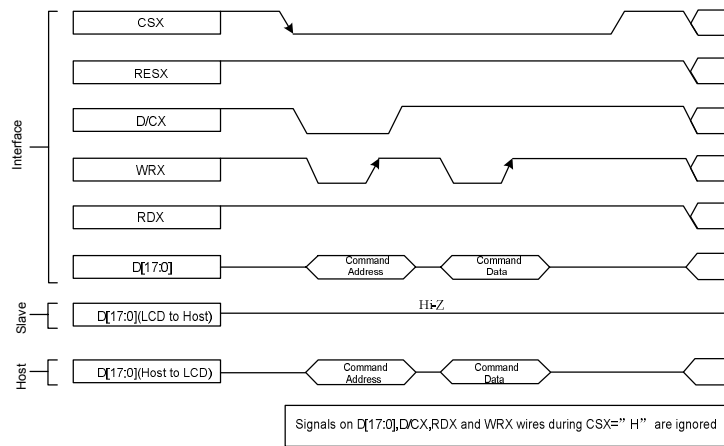 CSX
RESX
D/CX
WRX
RDX
D[17:0]
Interface
Command
Address
Command
Data
Slave
D[17:0](LCD to Host)
Hi-Z
Host
D[17:0](Host to LCD)
Command
Address
Command
Data
Signals on D[17:0],D/CX,RDX and WRX wires during CSX=”H” are ignored